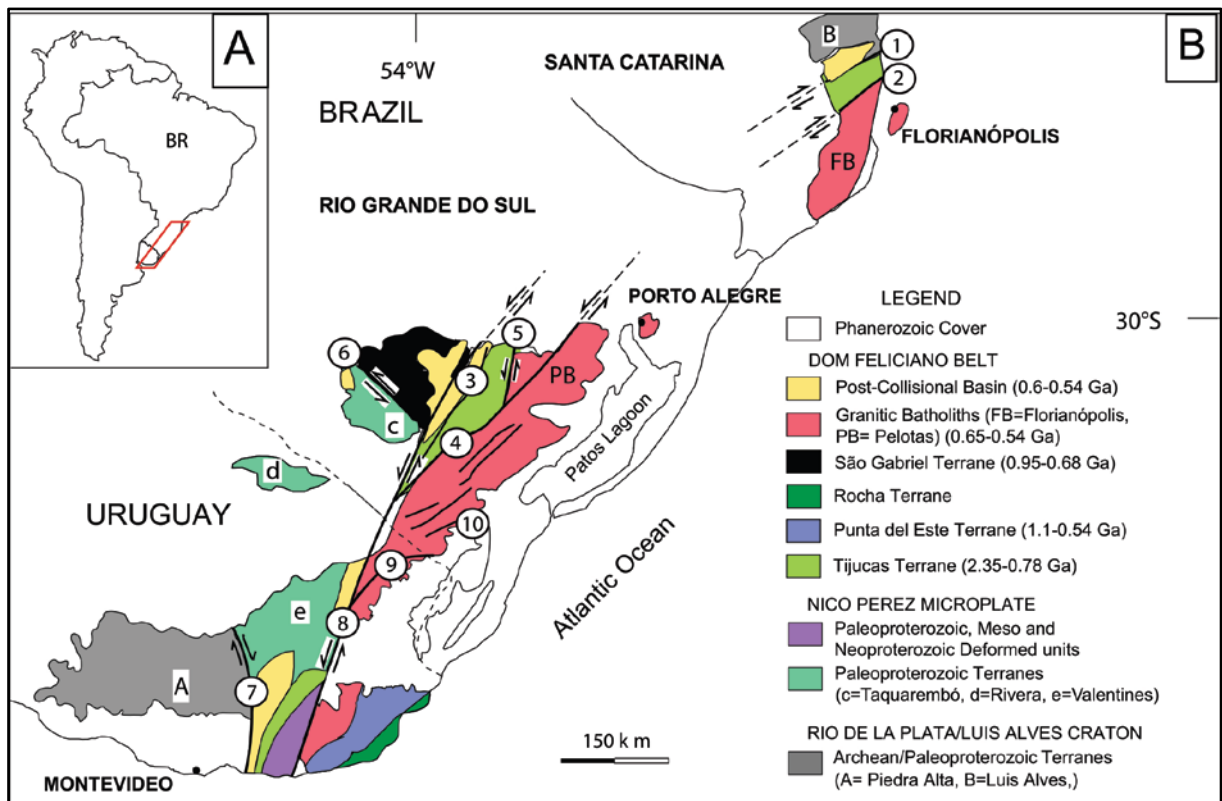 A
BR
B
54°W
SANTA CATARINA
BRAZIL
B
1
2
FLORIANÓPOLIS
FB
RIO GRANDE DO SUL
PORTO ALEGRE
30°S
5
6
3
PB
c
4
d
Patos Lagoon
URUGUAY
10
9
Atlantic Ocean
e
8
A
7
150 k m
MONTEVIDEO
LEGEND
Phanerozoic Cover
DOM FELICIANO BELT
Post-Collisional Basin (0.6-0.54 Ga)
Granitic Batholiths (FB=Florianópolis,
PB= Pelotas) (0.65-0.54 Ga)
São Gabriel Terrane (0.95-0.68 Ga)
Rocha Terrane
Punta del Este Terrane (1.1-0.54 Ga)
Tijucas Terrane (2.35-0.78 Ga)
NICO PEREZ MICROPLATE
Paleoproterozoic, Meso and
Neoproterozoic Deformed units
Paleoproterozoic Terranes
(c=Taquarembó, d=Rivera, e=Valentines)
RIO DE LA PLATA/LUIS ALVES CRATON
Archean/Paleoproterozoic Terranes
(A= Piedra Alta, B=Luis Alves,)